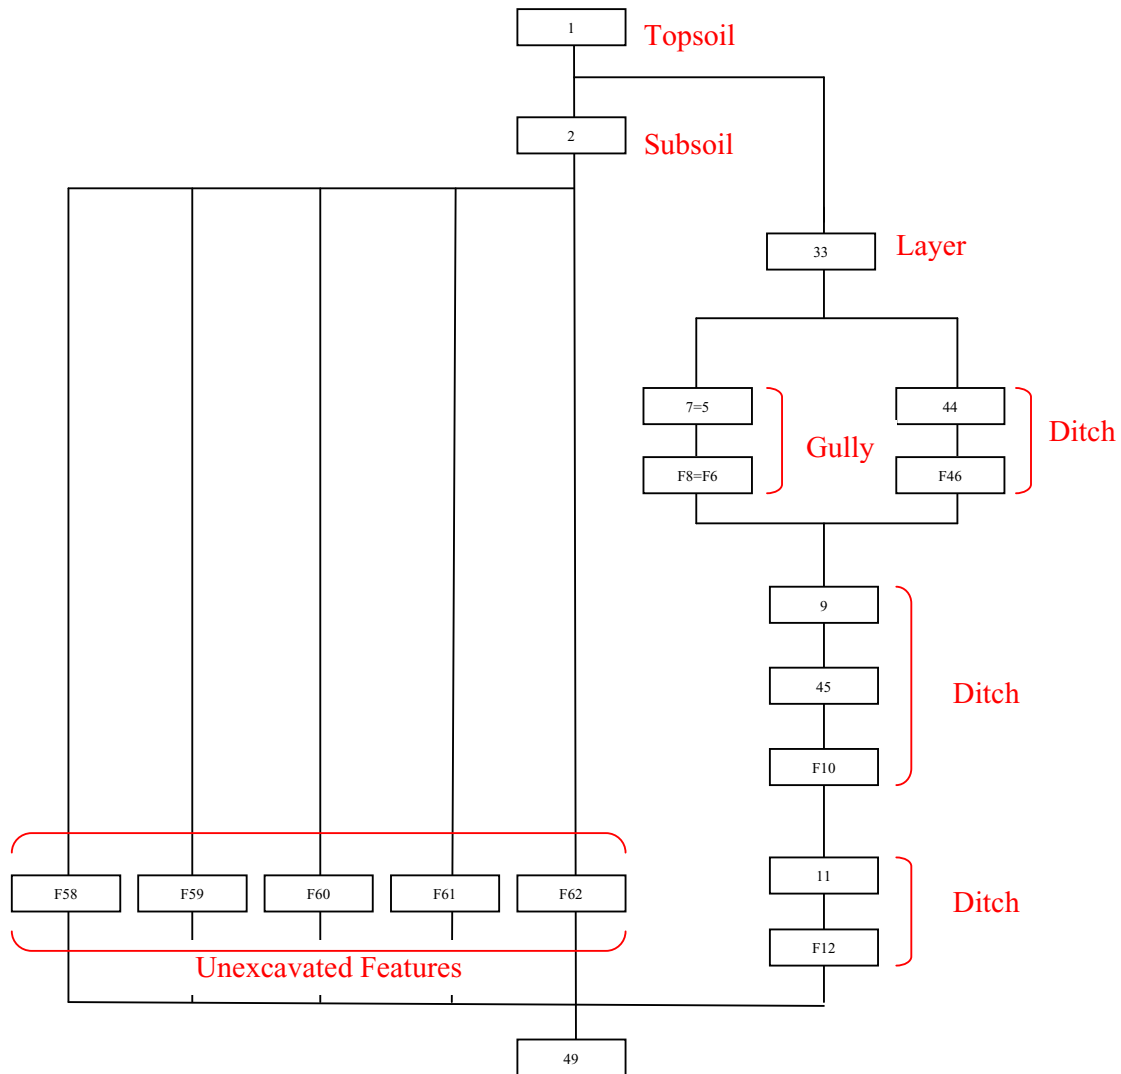 1
Topsoil
2
Subsoil
33
Layer
7=5
44
Gully
Ditch
F8=F6
F46
9
45
Ditch
F10
11
F58
F59
F60
F61
F62
Ditch
F12
Unexcavated Features
49